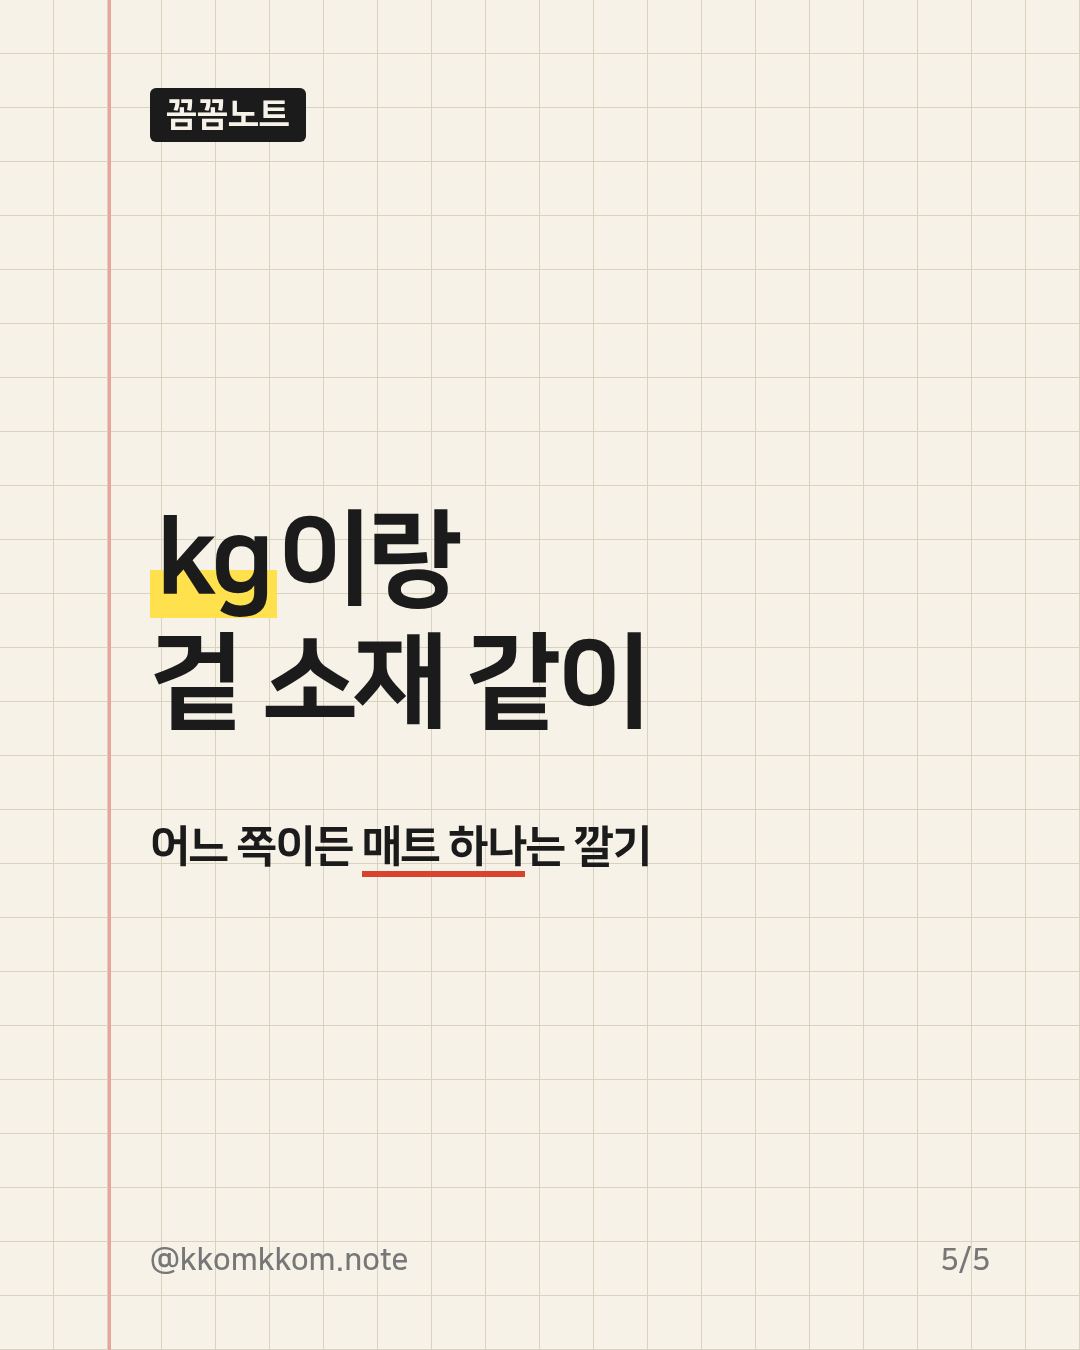 꼼꼼노트
kg이랑
겉 소재 같이
어느 쪽이든 매트 하나는 깔기
@kkomkkom.note
5/5